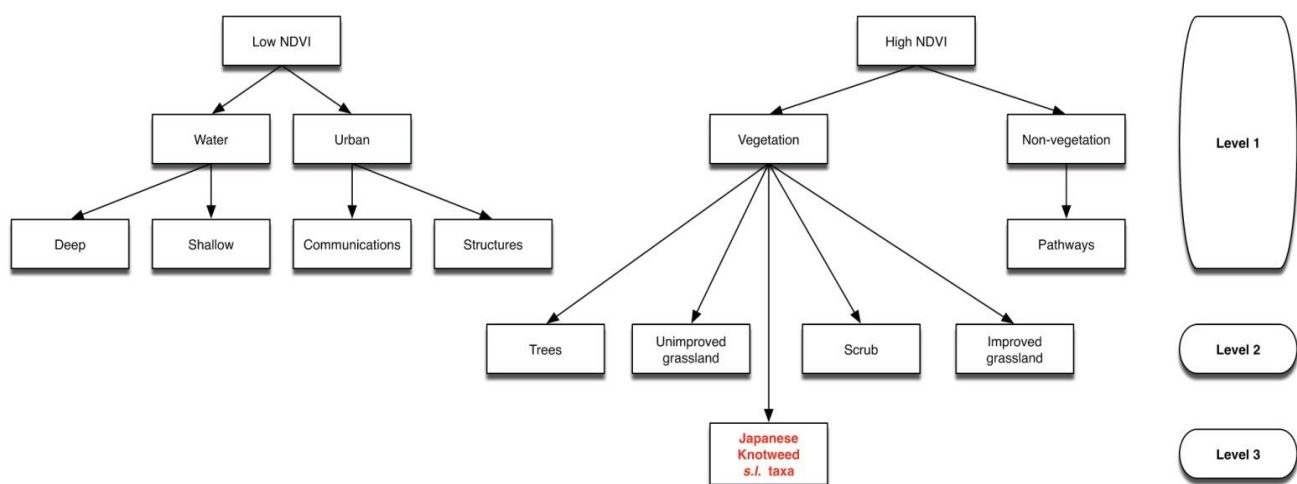 Low NDVI
High NDVI
Water
Urban
Vegetation
Non-vegetation
Level 1
Deep
Shallow
Communications
Structures
Pathways
Trees
Unimproved
grassland
Scrub
Improved
grassland
Level 2
Japanese
Knotweed
s.l. taxa
Level 3